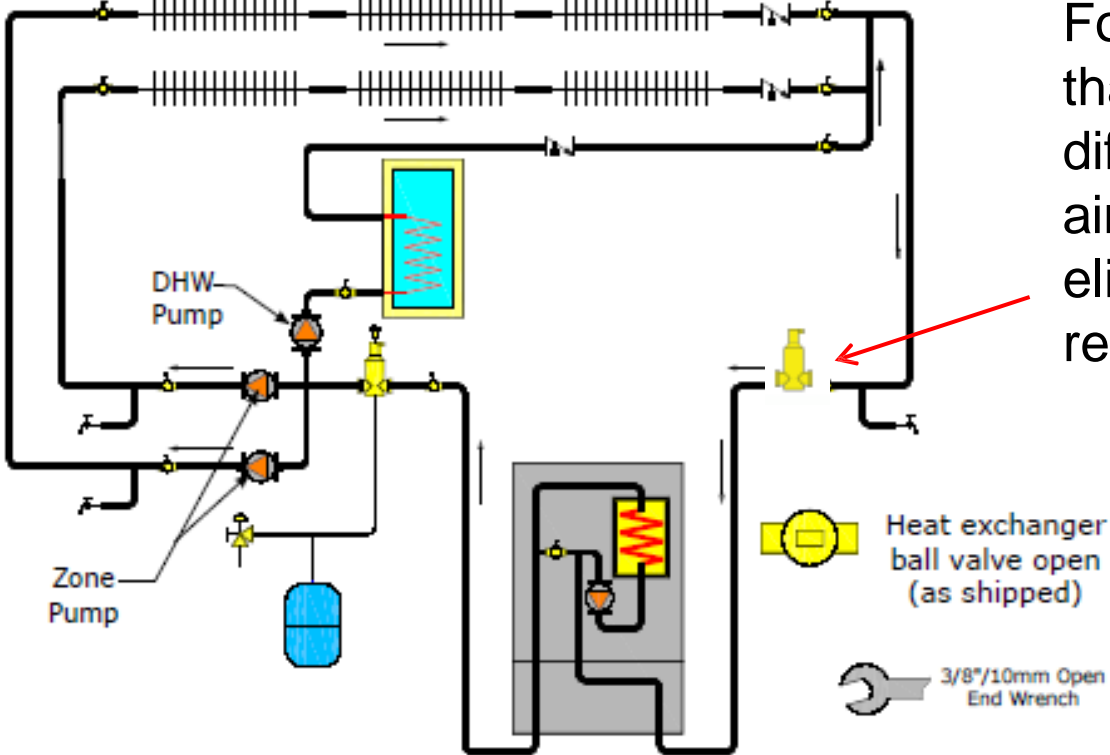 Fo
tha
dif
air
eli
re
DHW
Pump
Zone
Pump
Heat exchanger
ball valve open
(as shipped)
3/8"/10mm Open
End Wrench